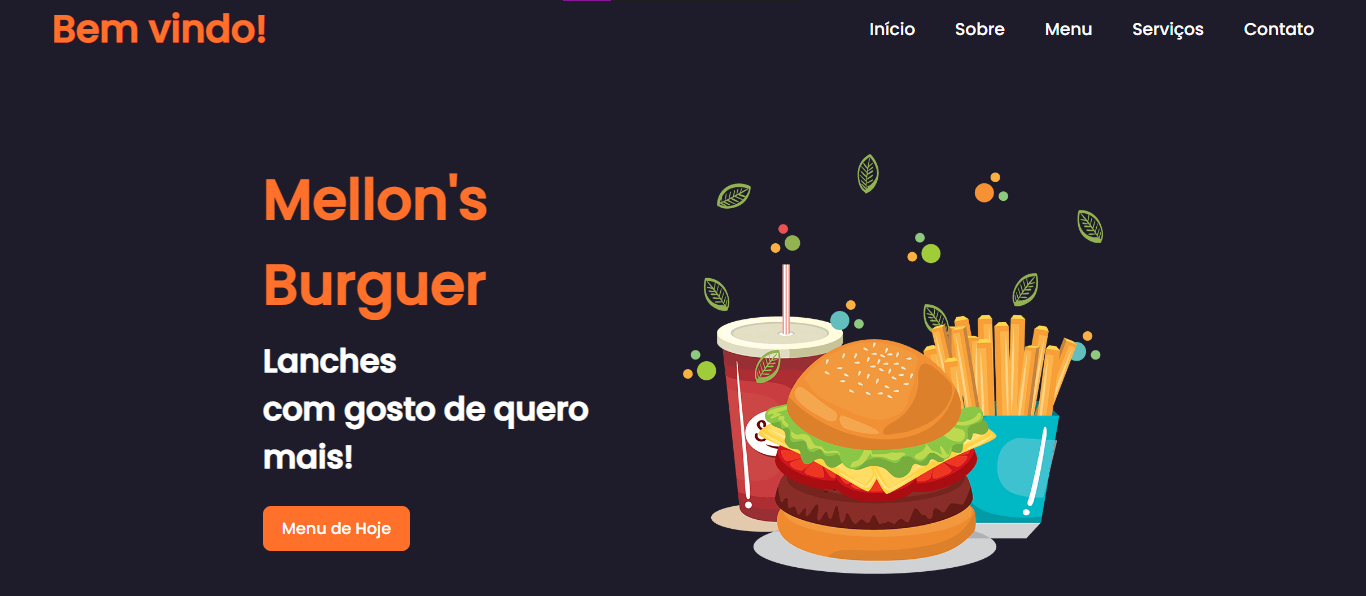 Bem vindo!
Início Sobre Menu Serviços Contato
Mellon's
Burguer
Lanches
com gosto de quero
mais!
Menu de Hoje